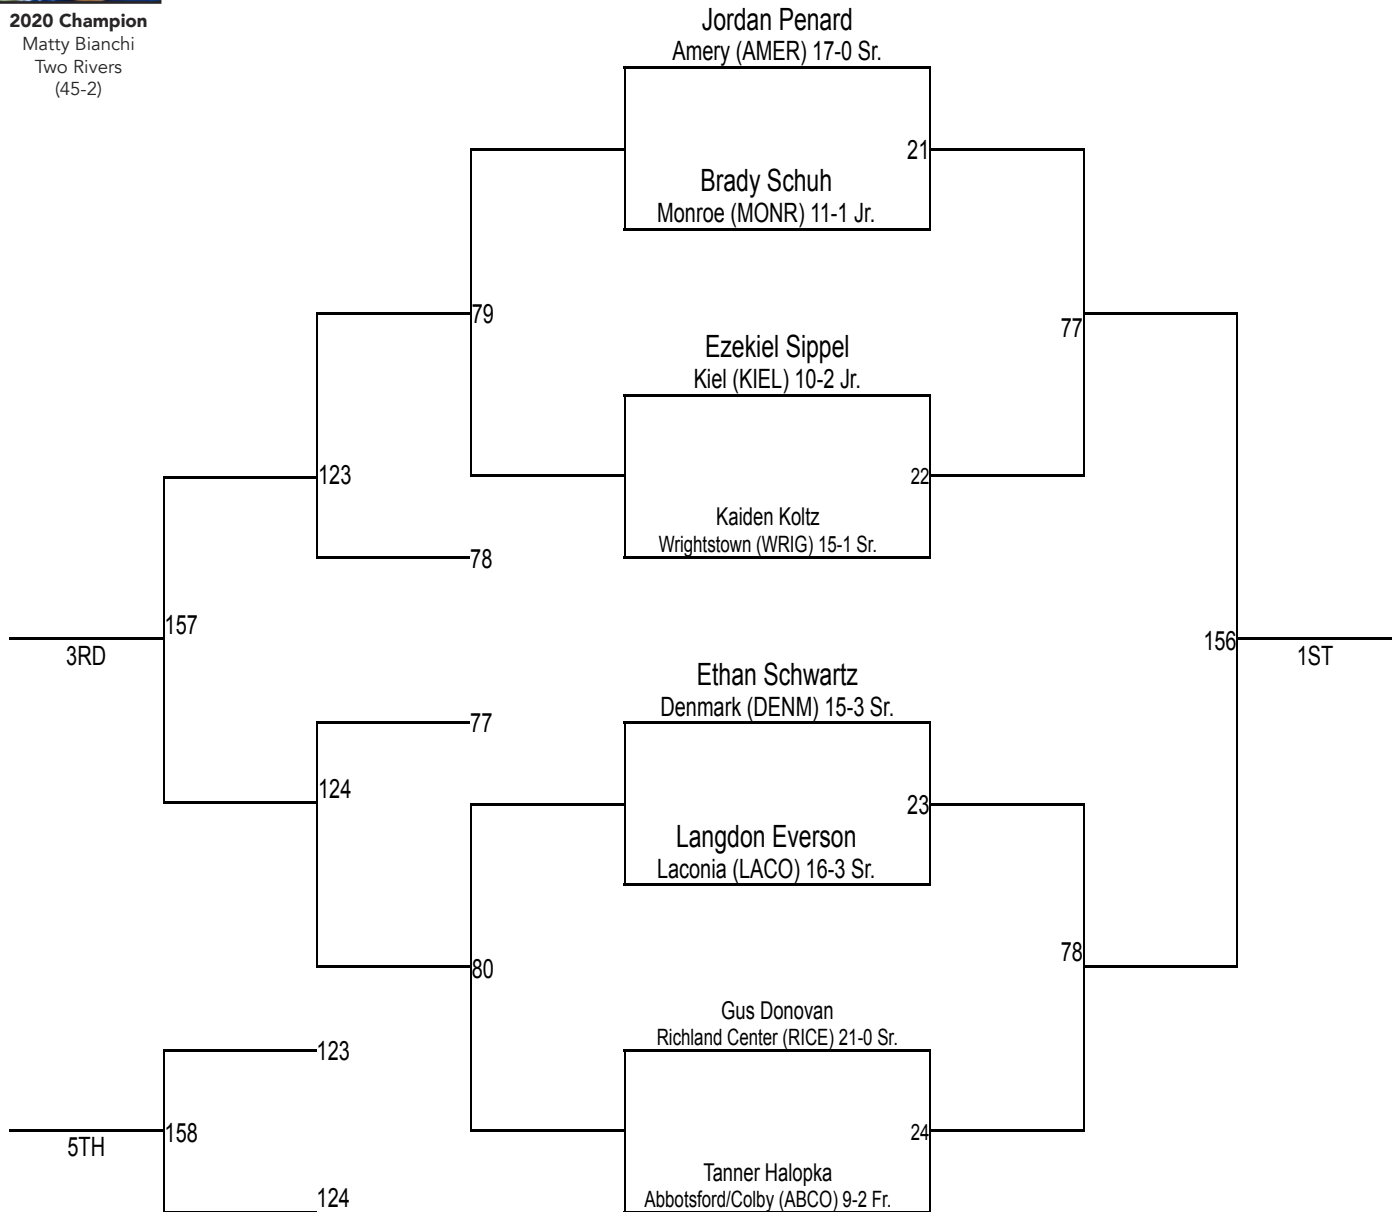 2020 Champion
Matty Bianchi
Two Rivers
(45-2)
Jordan Penard
Amery (AMER) 17-0 Sr.
21
Brady Schuh
Monroe (MONR) 11-1 Jr.
79
77
Ezekiel Sippel
Kiel (KIEL) 10-2 Jr.
123
22
Kaiden Koltz
Wrightstown (WRIG) 15-1 Sr.
78
157
3RD
156
1ST
Ethan Schwartz
Denmark (DENM) 15-3 Sr.
77
124
23
Langdon Everson
Laconia (LACO) 16-3 Sr.
80
78
Gus Donovan
Richland Center (RICE) 21-0 Sr.
123
158
5TH
24
Tanner Halopka
Abbotsford/Colby (ABCO) 9-2 Fr.
124